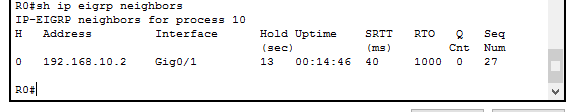 R0#sh ip eigrp neighbors
IP-EIGRP neighbors for process 10
H   Address         Interface      Hold Uptime    SRTT   RTO   Q   Seq
                                   (sec)          (ms)        Cnt  Num
0   192.168.10.2    Gig0/1         13   00:14:46  40     1000  0   27
R0#